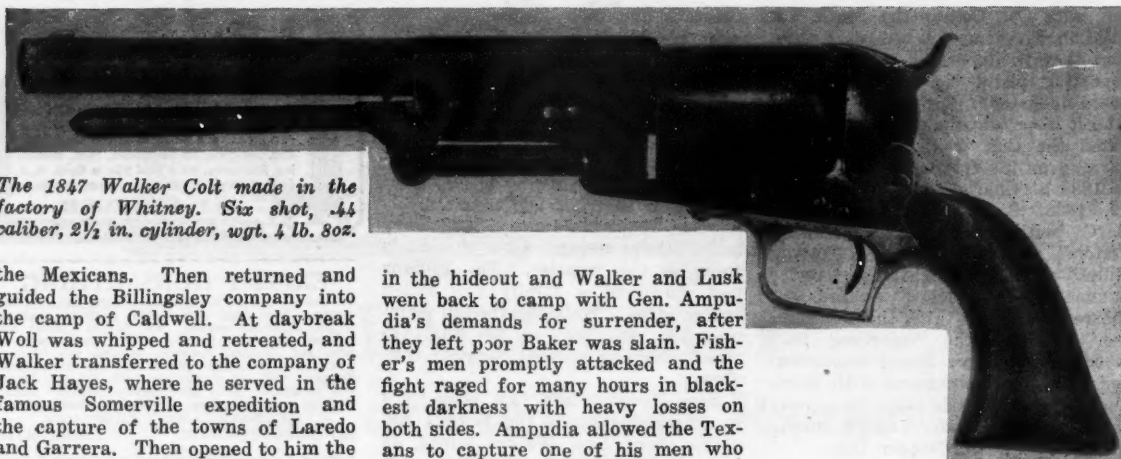 The 1847 Walker Colt made in the
factory of Whitney. Six shot, .44
caliber, 2½ in. cylinder, wgt. 4 lb. 8oz.
the Mexicans. Then returned and
guided the Billingsley company into
the camp of Caldwell. At daybreak
Woll was whipped and retreated, and
Walker transferred to the company of
Jack Hayes, where he served in the
famous Somerville expedition and
the capture of the towns of Laredo
and Garrera. Then opened to him the
in the hideout and Walker and Lusk
went back to camp with Gen. Ampu-
dia's demands for surrender, after
they left poor Baker was slain. Fish-
er's men promptly attacked and the
fight raged for many hours in black-
est darkness with heavy losses on
both sides. Ampudia allowed the Tex-
ans to capture one of his men who